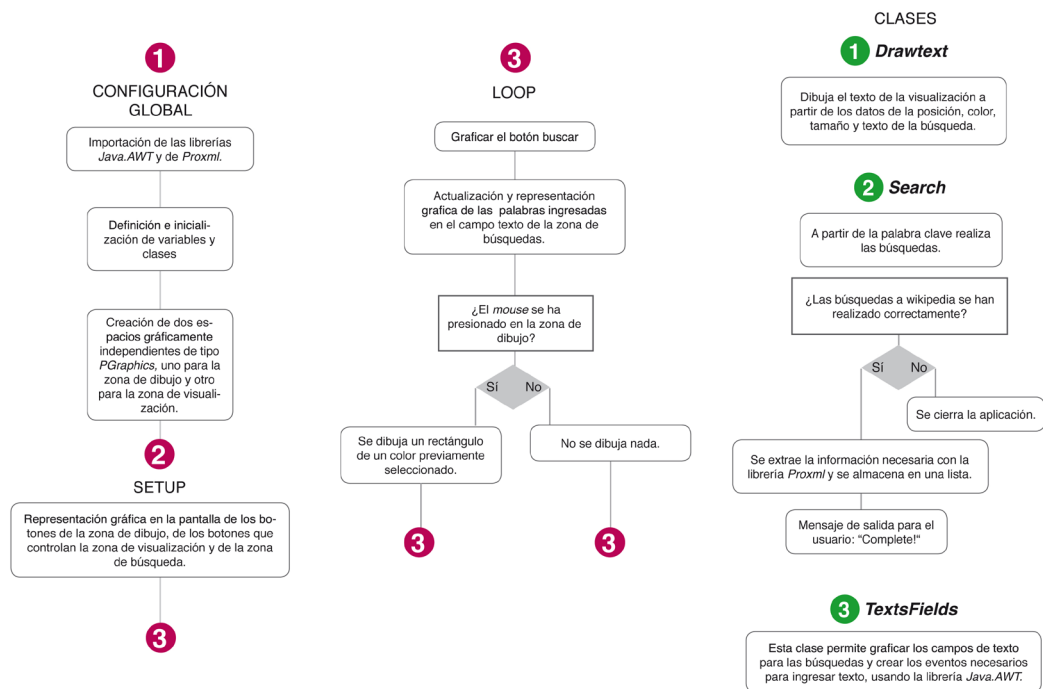 1
CONFIGURACIÓN
GLOBAL
Importación de las librerías
Java.AWT y de Proxml.
Definición e iniciali-
zación de variables y
clases
Creación de dos es-
pacios gráficamente
independientes de tipo
PGraphics, uno para la
zona de dibujo y otro
para la zona de visuali-
zación.
2
SETUP
Representación gráfica en la pantalla de los bo-
tones de la zona de dibujo, de los botones que
controlan la zona de visualización y de la zona
de búsqueda.
3
3
LOOP
Graficar el botón buscar
Actualización y representación
grafica de las palabras ingresadas
en el campo texto de la zona de
búsquedas.
¿El mouse se ha
presionado en la zona de
dibujo?
Sí No
Se dibuja un rectángulo
de un color previamente
seleccionado.
No se dibuja nada.
3
3
CLASES
1 Drawtext
Dibuja el texto de la visualización a
partir de los datos de la posición, color,
tamaño y texto de la búsqueda.
2 Search
A partir de la palabra clave realiza
las búsquedas.
¿Las búsquedas a wikipedia se han
realizado correctamente?
Sí No
Se cierra la aplicación.
Se extrae la información necesaria con la
librería Proxml y se almacena en una lista.
Mensaje de salida para el
usuario: “Complete!“
3 TextsFields
Esta clase permite graficar los campos de texto
para las búsquedas y crear los eventos necesarios
para ingresar texto, usando la librería Java.AWT.